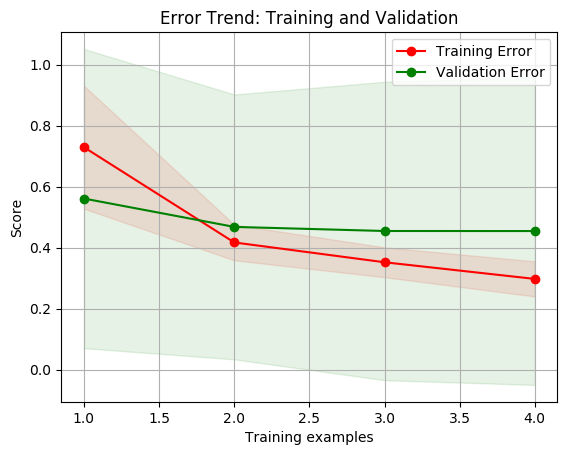 Error Trend: Training and Validation
Training Error
Validation Error
1.0
0.8
0.6
0.4
0.2
0.0
Score
1.0 1.5 2.0 2.5 3.0 3.5 4.0
Training examples